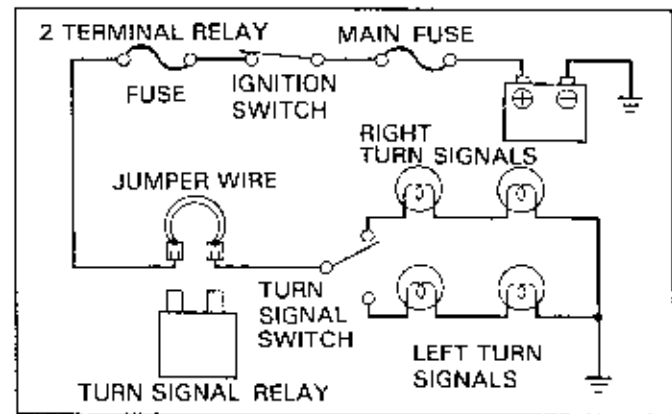 2 TERMINAL RELAY
MAIN FUSE
FUSE
IGNITION
SWITCH
RIGHT
TURN SIGNALS
JUMPER WIRE
TURN
SIGNAL
SWITCH
LEFT TURN
SIGNALS
TURN SIGNAL RELAY